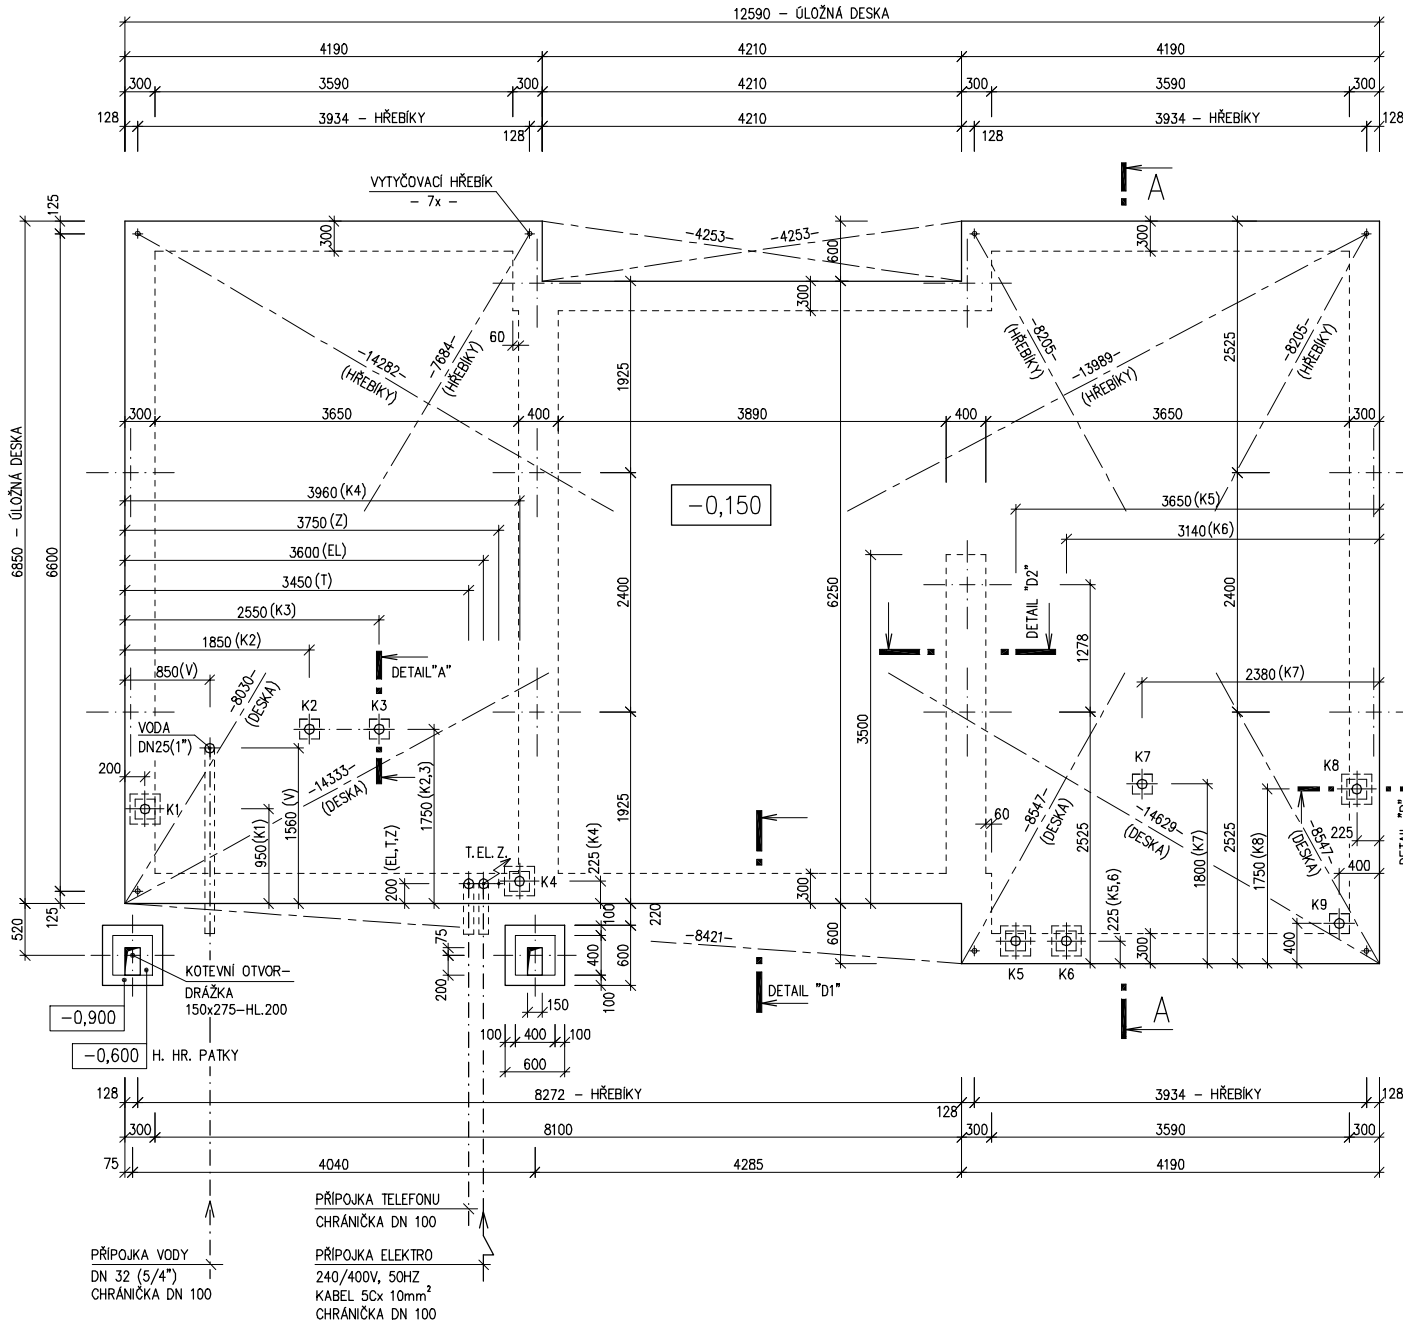 12590 – ÚLOŽNÁ DESKA
4190
4210
4190
300
3590
300
4210
300
3590
300
128
3934 – HŘEBÍKY
128
4210
128
3934 – HŘEBÍKY
128
VYTYČOVACÍ HŘEBÍK
– 7x –
A
125
300
–4253–
–4253–
600
300
300
60
–14282–
(HŘEBÍKY)
–7684–
(HŘEBÍKY)
1925
–8205–
(HŘEBÍKY)
–13989–
(HŘEBÍKY)
2525
–8205–
(HŘEBÍKY)
300
3650
400
3890
400
3650
300
6850 – ÚLOŽNÁ DESKA
6600
3960 (K4)
–0,150
3650 (K5)
3750 (Z)
3140 (K6)
3600 (EL)
3450 (T)
2400
6250
2400
2550 (K3)
DETAIL "D2"
1850 (K2)
1278
850 (V)
–8030–
(DESKA)
DETAIL"A"
2380 (K7)
K2
K3
VODA
DN25(1")
3500
200
K1
–14333–
(DESKA)
1560 (V)
1750 (K2,3)
950 (K1)
200 (EL,T,Z)
T.EL.Z.
K4
225 (K4)
1925
60
–8547–
(DESKA)
2525
K7
–14629–
(DESKA)
1800 (K7)
2525
1750 (K8)
K8
–8547–
(DESKA)
225
400
K9
300
125
520
220
100
400
100
600
75
200
–8421–
600
225 (K5,6)
300
400
K5
K6
KOTEVNÍ OTVOR–
DRÁŽKA
150x275–HL.200
–0,900
–0,600
H. HR. PATKY
150
100
400
100
600
DETAIL "D1"
A
128
8272 – HŘEBÍKY
128
3934 – HŘEBÍKY
128
300
8100
300
3590
300
75
4040
4285
4190
PŘÍPOJKA TELEFONU
CHRÁNIČKA DN 100
PŘÍPOJKA VODY
DN 32 (5/4")
CHRÁNIČKA DN 100
PŘÍPOJKA ELEKTRO
240/400V, 50HZ
KABEL 5Cx 10mm²
CHRÁNIČKA DN 100